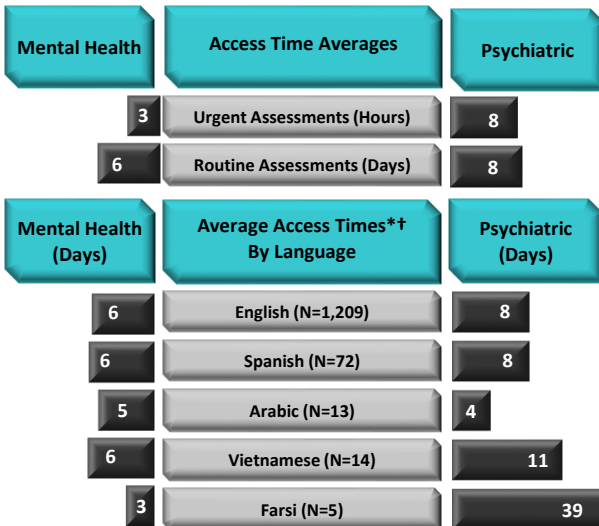 Mental Health
Access Time Averages
Psychiatric
3
Urgent Assessments (Hours)
8
6
Routine Assessments (Days)
8
Mental Health
(Days)
Average Access Times*†
By Language
Psychiatric
(Days)
6
English (N=1,209)
8
6
Spanish (N=72)
8
5
Arabic (N=13)
4
6
Vietnamese (N=14)
11
3
Farsi (N=5)
39